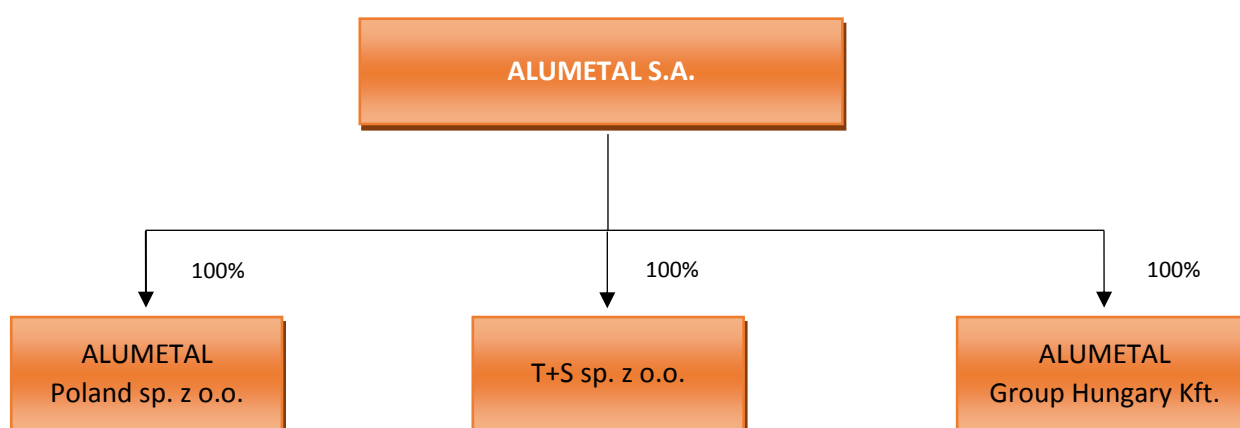 ALUMETAL S.A.
100%
100%
100%
ALUMETAL
Poland sp. z o.o.
T+S sp. z o.o.
ALUMETAL
Group Hungary Kft.